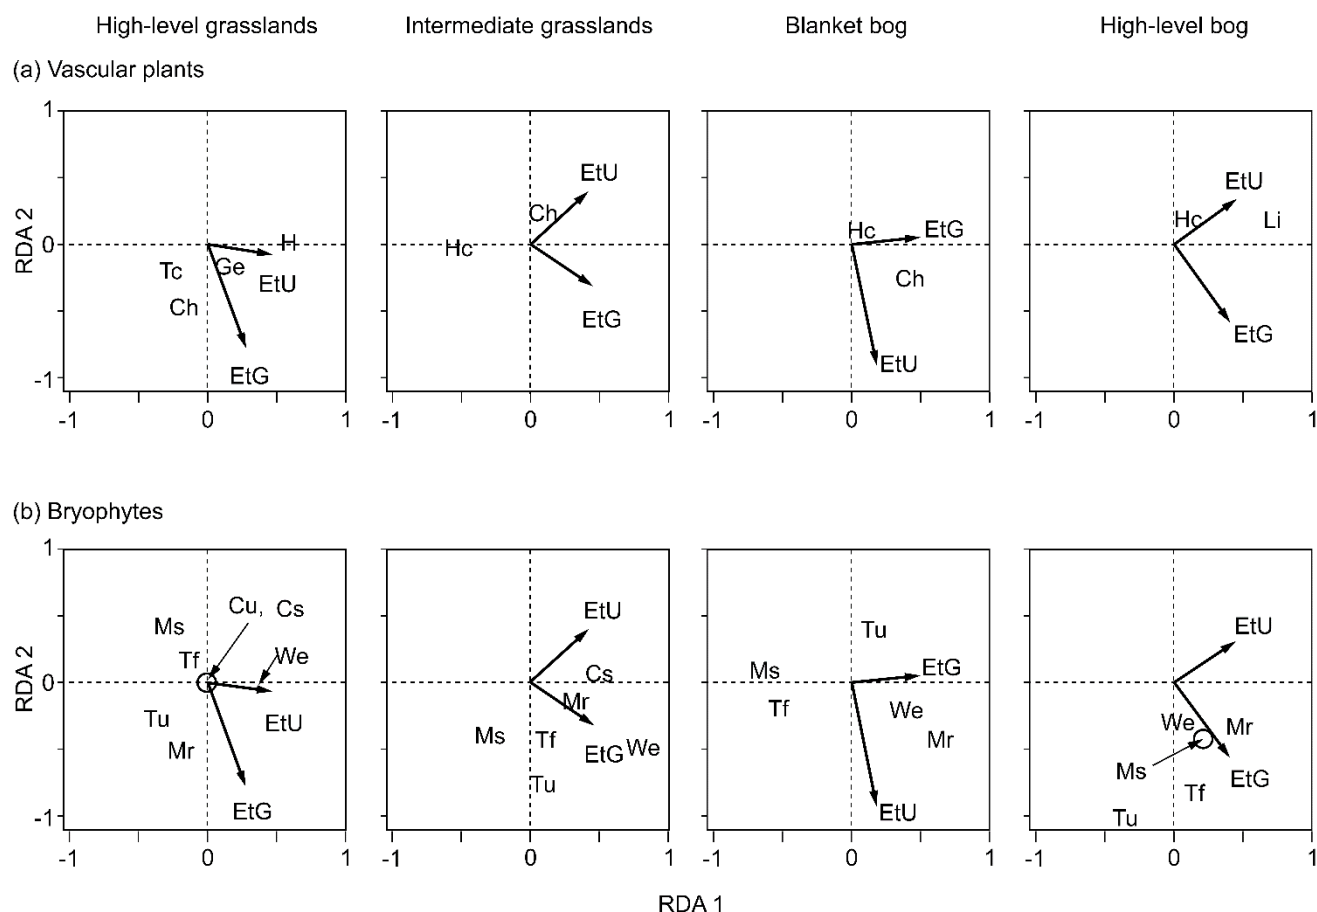 High-level grasslands Intermediate grasslands Blanket bog High-level bog
(a) Vascular plants
1 0 -1 RDA 2
H Ge Tc EtU Ch EtG
-1 0 1
EtU Ch Hc EtG
-1 0 1
Hc EtG Ch EtU
-1 0 1
EtU Hc Li EtG
-1 0 1
(b) Bryophytes
1 0 -1 RDA 2
Cu, Cs Ms We Tf Tu EtU Mr EtG
-1 0 1
EtU Cs Mr Ms Tf EtG We Tu
-1 0 1
Tu Ms EtG Tf We Mr EtU
-1 0 1
EtU We Mr Ms EtG Tf Tu
-1 0 1
RDA 1